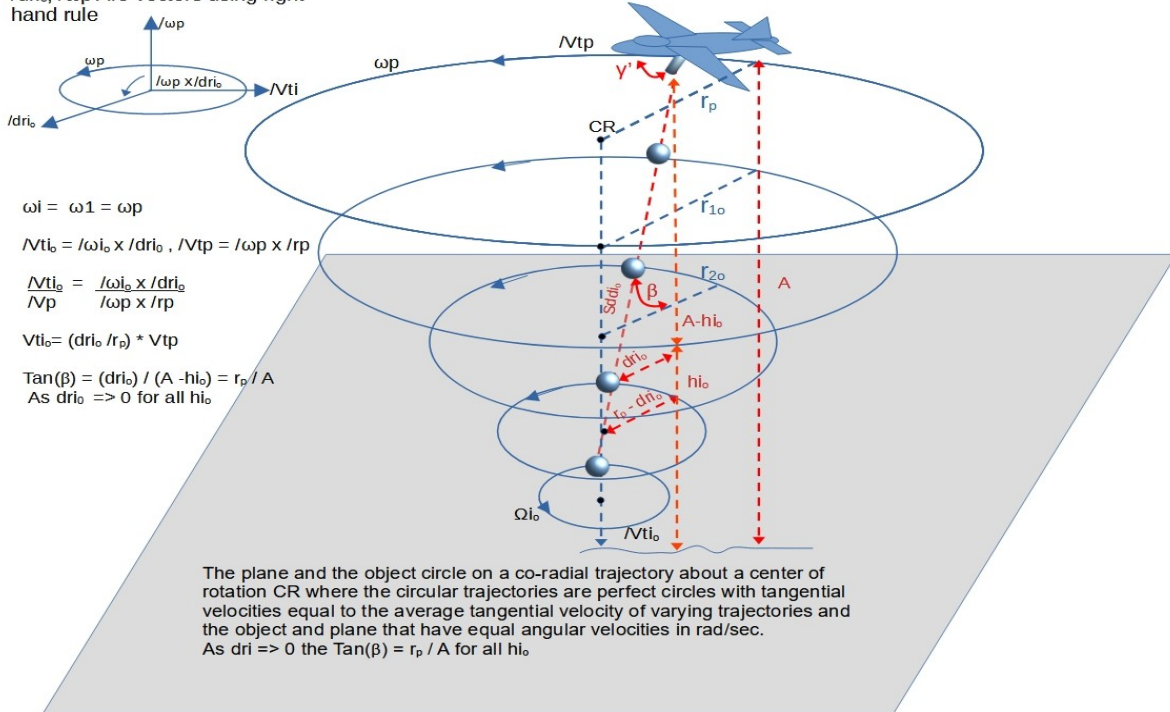 hand rule
/ωp
ωp
/ωp x/drio
/Vti
/drio
ωi = ω1 = ωp
/Vtio = /ωio x /drio , /Vtp = /ωp x /rp
/Vtio = /ωio x /drio
/Vp /ωp x /rp
Vtio= (drio /rp) * Vtp
Tan(β) = (drio) / (A -hio) = rp / A
As drio => 0 for all hio
ωp
/Vtp
y'
rp
CR
r1o
r2o
Sddio
β
A
A-hio
drio
hio
rp - drio
Ωio
/Vtio
The plane and the object circle on a co-radial trajectory about a center of
rotation CR where the circular trajectories are perfect circles with tangential
velocities equal to the average tangential velocity of varying trajectories and
the object and plane that have equal angular velocities in rad/sec.
As dri => 0 the Tan(β) = rp / A for all hio